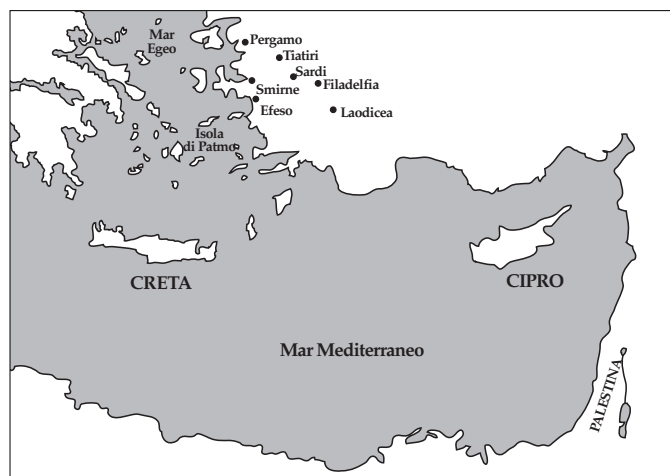 Mar
Egeo
Pergamo
Tiatiri
Sardi
Filadelfia
Smirne
Efeso
Laodicea
Isola
di Patmo
CRETA
CIPRO
Mar Mediterraneo
PALESTINA